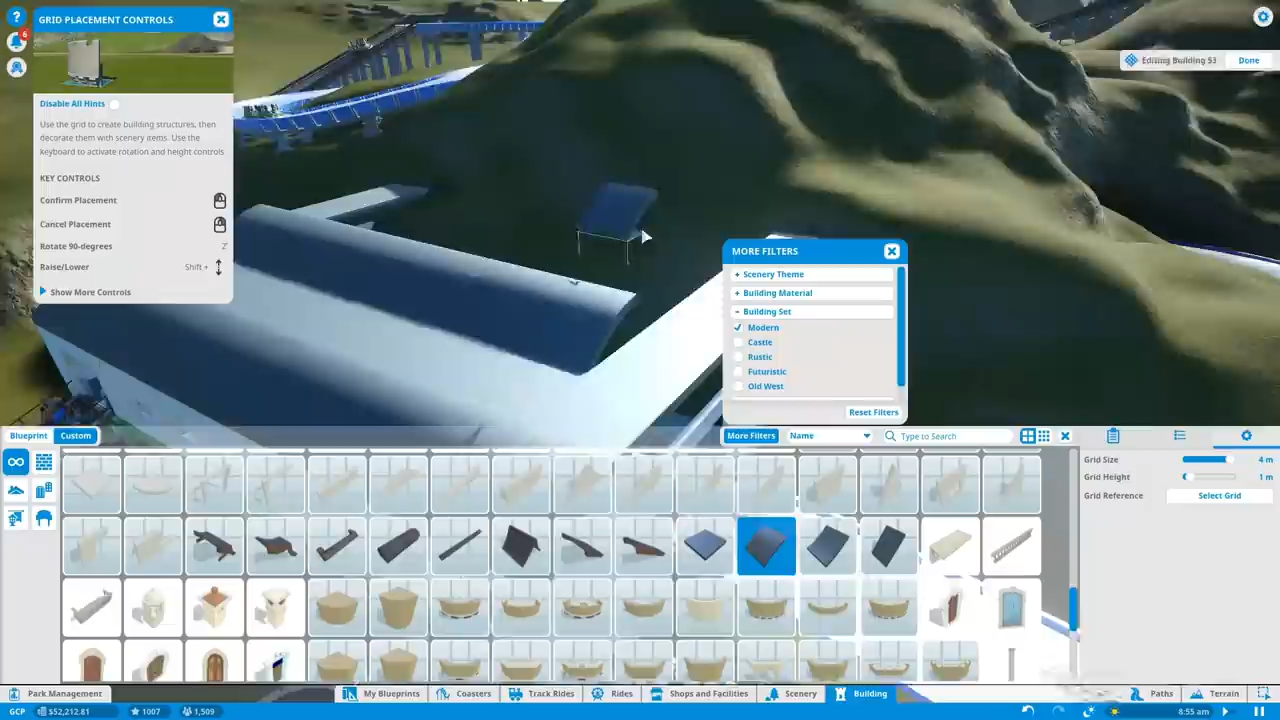 ?
GRID PLACEMENT CONTROLS
6
Disable All Hints
Use the grid to create building structures, then
decorate them with scenery items. Use the
keyboard to activate rotation and height controls
KEY CONTROLS
Confirm Placement
Cancel Placement
Rotate 90-degrees
Raise/Lower Shift +
Show More Controls
Editing Building 53 Done
MORE FILTERS
+ Scenery Theme
+ Building Material
- Building Set
Modern
Castle
Rustic
Futuristic
Old West
Reset Filters
Blueprint Custom More Filters Name Type to Search
Grid Size 4 m
Grid Height 1 m
Grid Reference Select Grid
Park Management My Blueprints Coasters Track Rides Rides Shops and Facilities Scenery Building Paths Terrain
GCP $52,212.81 1007 1,509 8:55 am